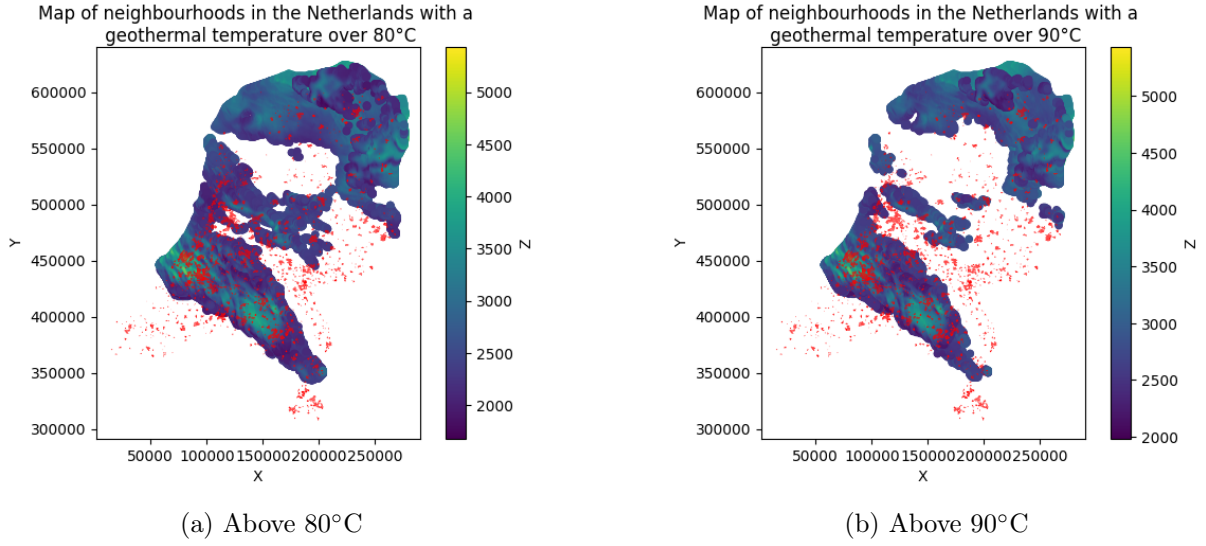 Map of neighbourhoods in the Netherlands with a
geothermal temperature over 80°C
600000
550000
500000
450000
400000
350000
300000
Y
50000 100000 150000 200000 250000
X
5000
4500
4000
3500
3000
2500
2000
Z
(a) Above 80°C
Map of neighbourhoods in the Netherlands with a
geothermal temperature over 90°C
600000
550000
500000
450000
400000
350000
300000
Y
50000 100000 150000 200000 250000
X
5000
4500
4000
3500
3000
2500
2000
Z
(b) Above 90°C